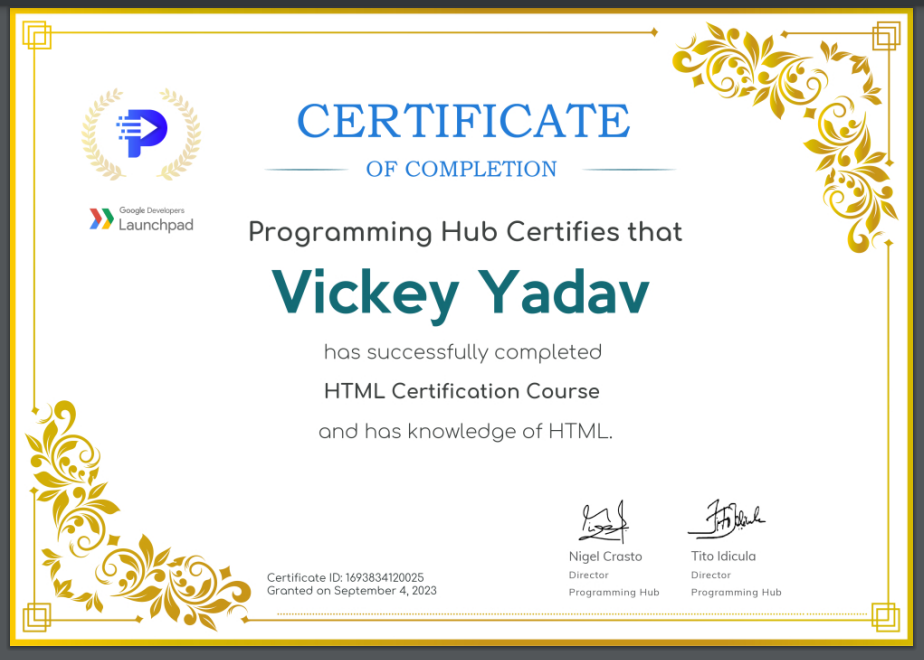 CERTIFICATE
OF COMPLETION
Google Developers
Launchpad
Programming Hub Certifies that
Vickey Yadav
has successfully completed
HTML Certification Course
and has knowledge of HTML.
Nigel Crasto
Director
Programming Hub
Tito Idicula
Director
Programming Hub
Certificate ID: 1693834120025
Granted on September 4, 2023